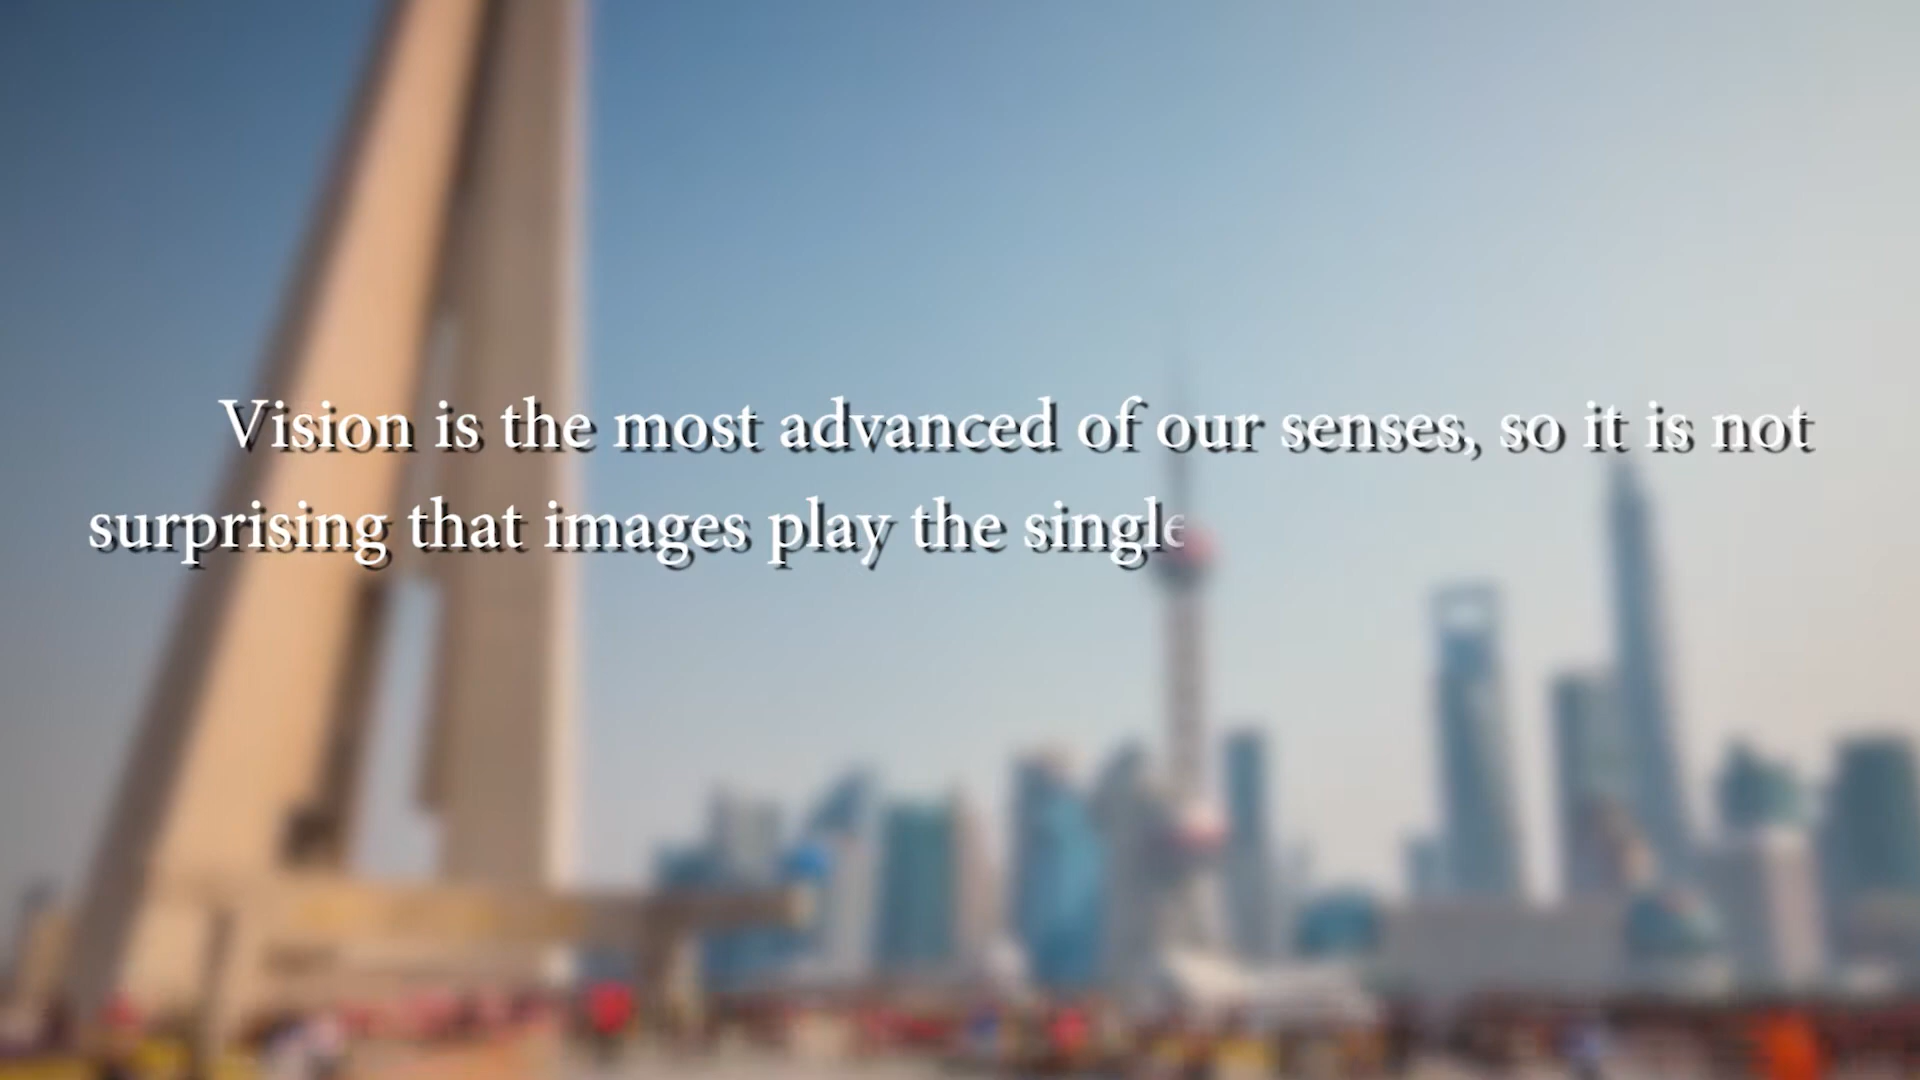 Vision is the most advanced of our senses, so it is not
surprising that images play the single